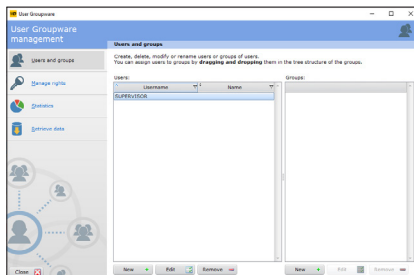 User Groupware
User Groupware
management
Users and groups
Users and groups
Create, delete, modify or rename users or groups of users.
You can assign users to groups by dragging and dropping them in the tree structure of the groups.
Manage rights
Statistics
Retrieve data
Users:
Groups:
Username
Name
SUPERVISOR
Close
New
Edit
Remove
New
Edit
Remove